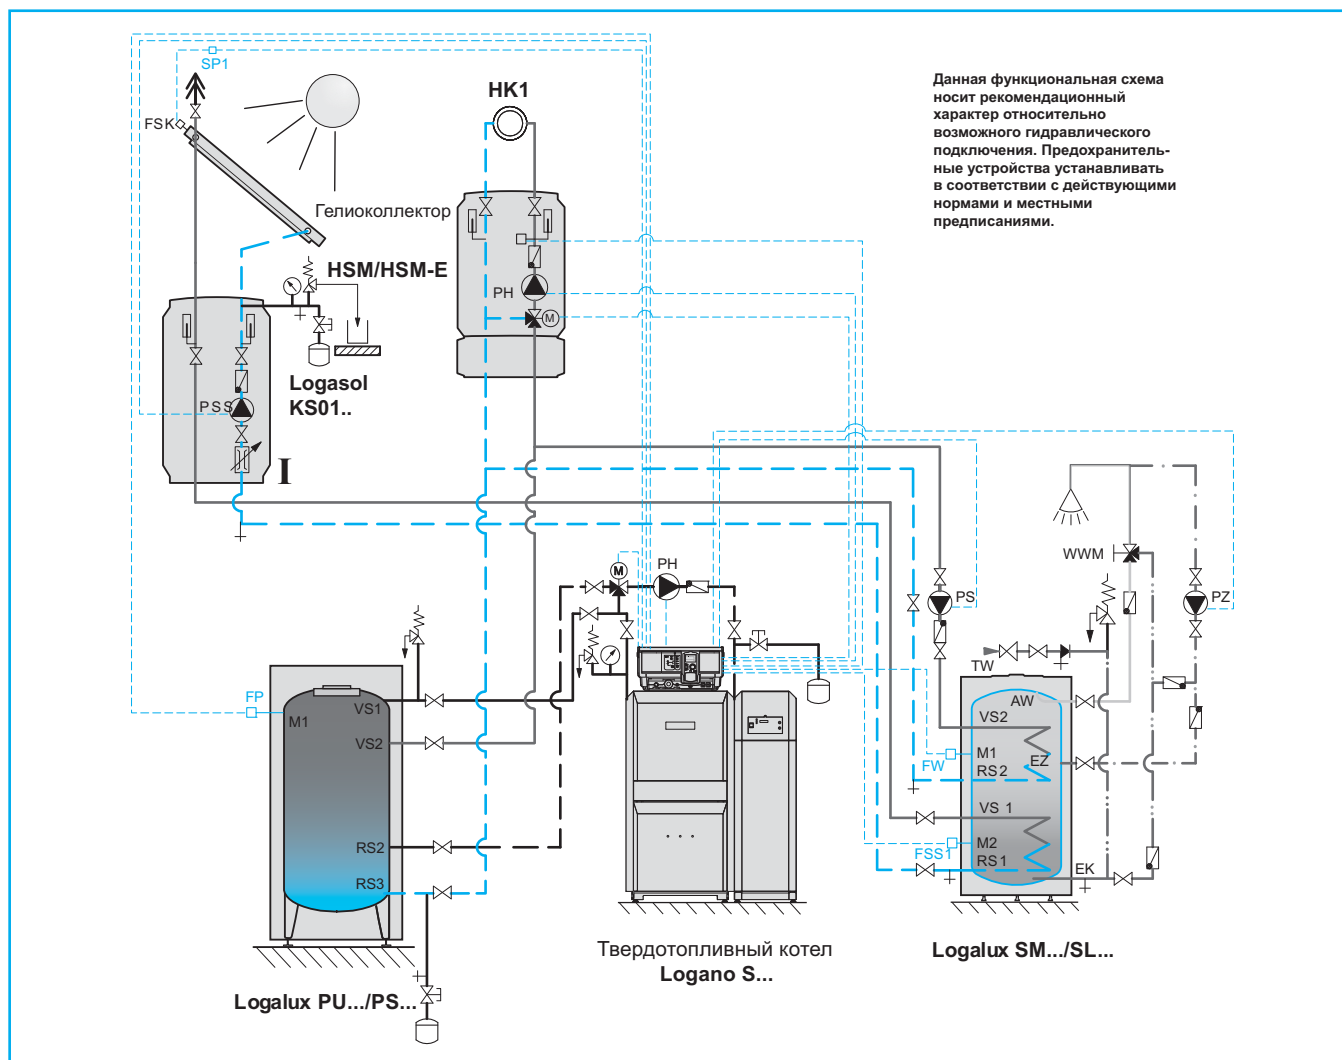 SP1
FSK
HK1
Данная функциональная схема
носит рекомендационный
характер относительно
возможного гидравлического
подключения. Предохранитель-
ные устройства устанавливать
в соответствии с действующими
нормами и местными
предписаниями.
Гелиоколлектор
HSM/HSM-E
PH
M
Logasol
KS01..
PSS
I
WWM
M
PH
PS
PZ
TW
FP
M1
VS1
VS2
AW
VS2
M1
EZ
FW
RS2
VS 1
RS2
M2
FSS1
RS1
RS3
EK
Твердотопливный котел
Logano S...
Logalux SM.../SL...
Logalux PU.../PS...